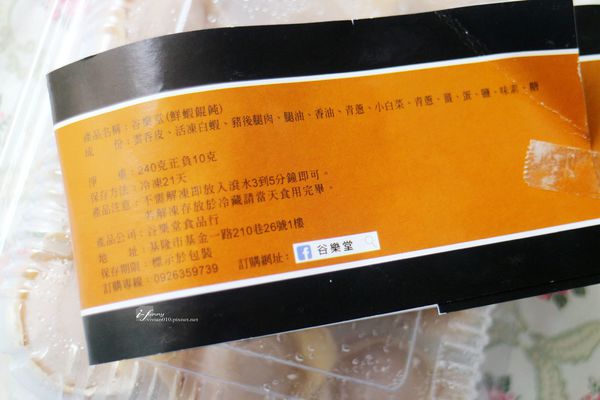 產品名稱：谷樂堂(鮮蝦餛飩)
成　份：雲吞皮、活凍白蝦、豬後腿肉、腿油、香油、青蔥、小白菜、青蔥、薑、蛋、鹽、味素、糖
淨　重：240克正負10克
保存方法：冷凍21天
產品注意：不需解凍即放入滾水3到5分鐘即可。
若解凍存放於冷藏請當天食用完畢。
產品公司：谷樂堂食品行
地　址：基隆市基金一路210巷26號1樓
保存期限：標示於包裝
訂購專線：0926359739　訂購網址：f 谷樂堂
vivian010.pixnet.net